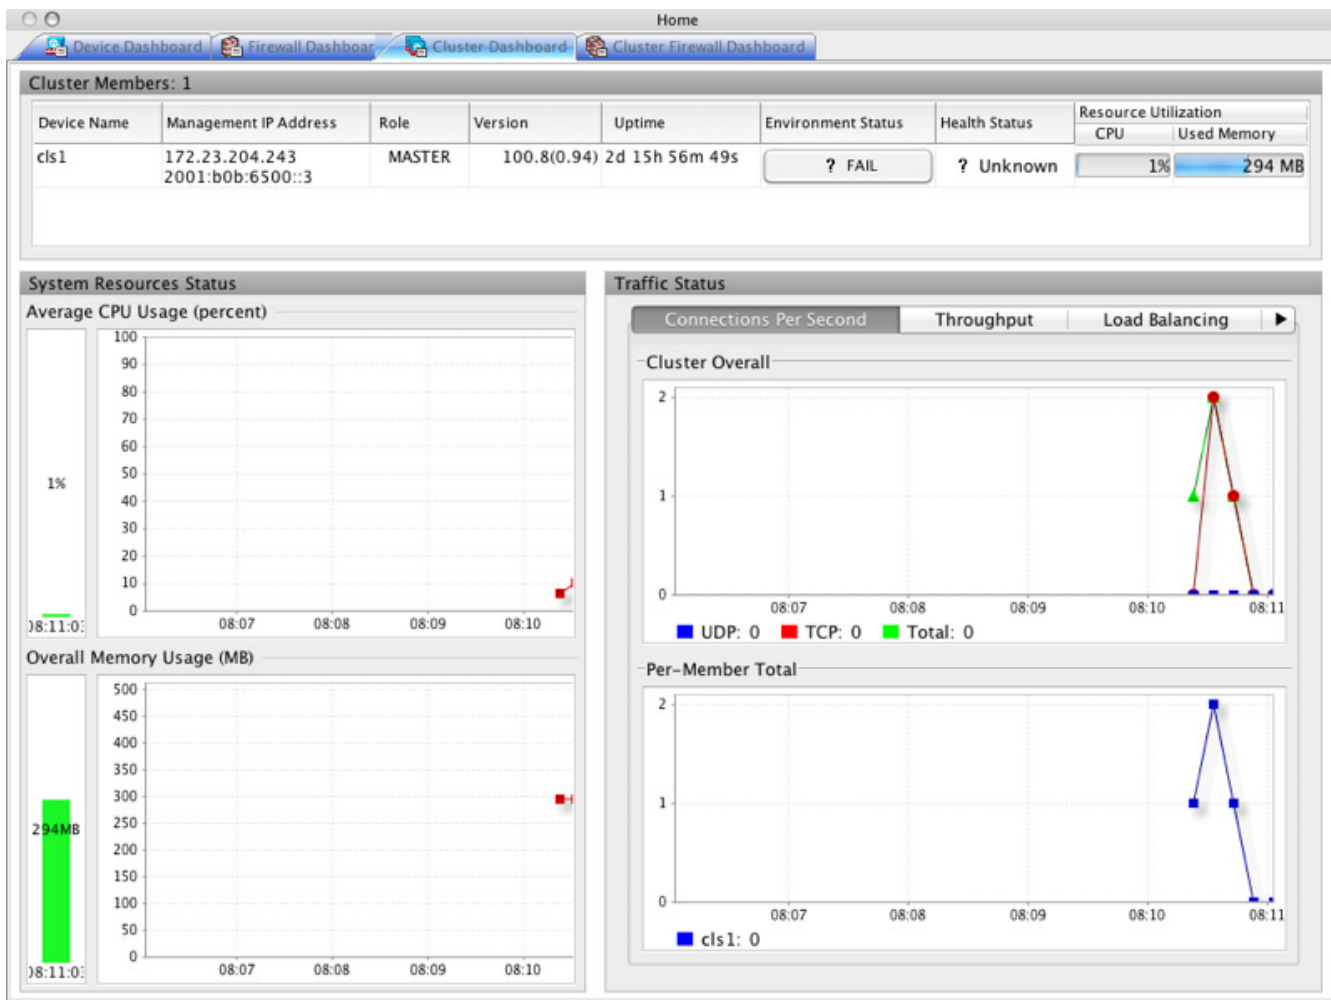 Home
Device Dashboard
Firewall Dashboar
Cluster Dashboard
Cluster Firewall Dashboard
Cluster Members: 1
Device Name
Management IP Address
Role
Version
Uptime
Environment Status
Health Status
Resource Utilization
CPU
Used Memory
cls1
172.23.204.243
2001:b0b:6500::3
MASTER
100.8(0.94)
2d 15h 56m 49s
? FAIL
? Unknown
1%
294 MB
System Resources Status
Average CPU Usage (percent)
1%
08:11:03
100
90
80
70
60
50
40
30
20
10
0
08:07
08:08
08:09
08:10
Overall Memory Usage (MB)
294MB
08:11:03
500
450
400
350
300
250
200
150
100
50
0
08:07
08:08
08:09
08:10
Traffic Status
Connections Per Second
Throughput
Load Balancing
Cluster Overall
2
1
0
08:07
08:08
08:09
08:10
08:11
UDP: 0
TCP: 0
Total: 0
Per-Member Total
2
1
0
08:07
08:08
08:09
08:10
08:11
cls1: 0